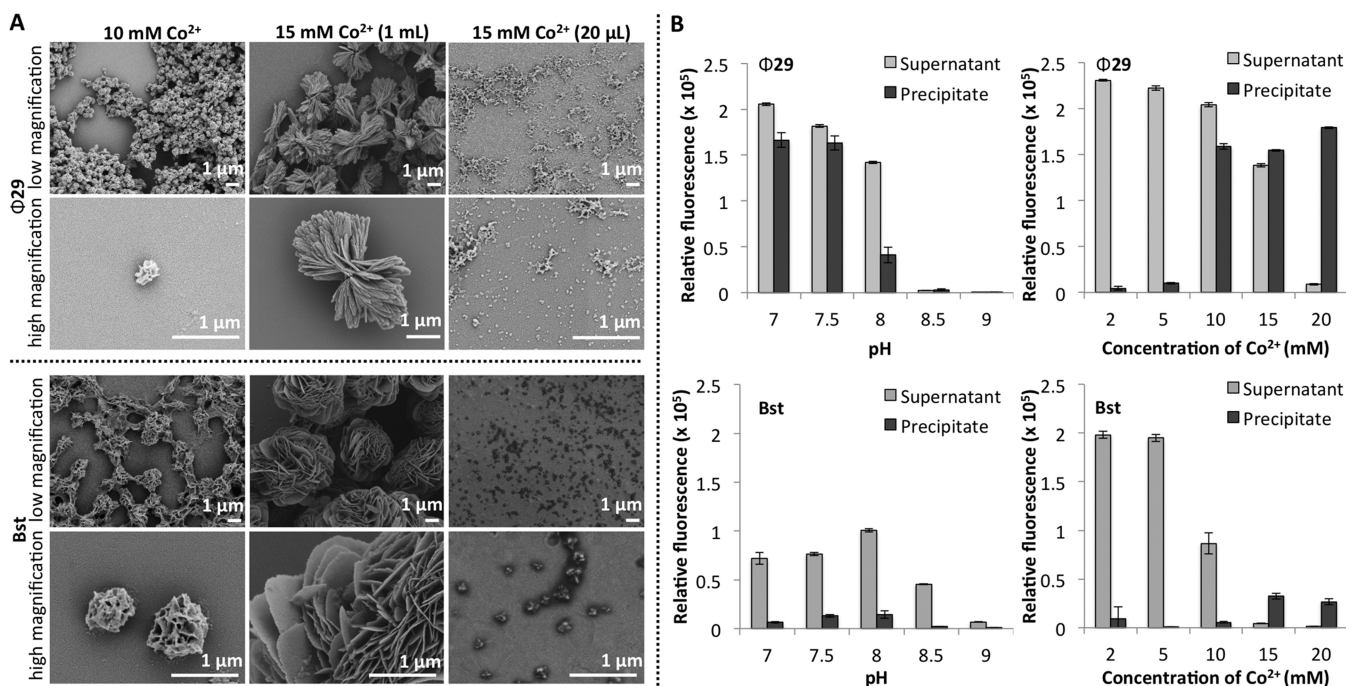 A
10 mM Co²⁺
15 mM Co²⁺ (1 mL)
15 mM Co²⁺ (20 µL)
Φ29
low magnification
1 µm
1 µm
1 µm
high magnification
1 µm
1 µm
1 µm
Bst
low magnification
1 µm
1 µm
1 µm
high magnification
1 µm
1 µm
1 µm
B
Φ29
Supernatant
Precipitate
Relative fluorescence (x 10⁵)
2.5
2
1.5
1
0.5
0
7 7.5 8 8.5 9
pH
Φ29
Supernatant
Precipitate
Relative fluorescence (x 10⁵)
2.5
2
1.5
1
0.5
0
2 5 10 15 20
Concentration of Co²⁺ (mM)
Bst
Supernatant
Precipitate
Relative fluorescence (x 10⁵)
2.5
2
1.5
1
0.5
0
7 7.5 8 8.5 9
pH
Bst
Supernatant
Precipitate
Relative fluorescence (x 10⁵)
2.5
2
1.5
1
0.5
0
2 5 10 15 20
Concentration of Co²⁺ (mM)